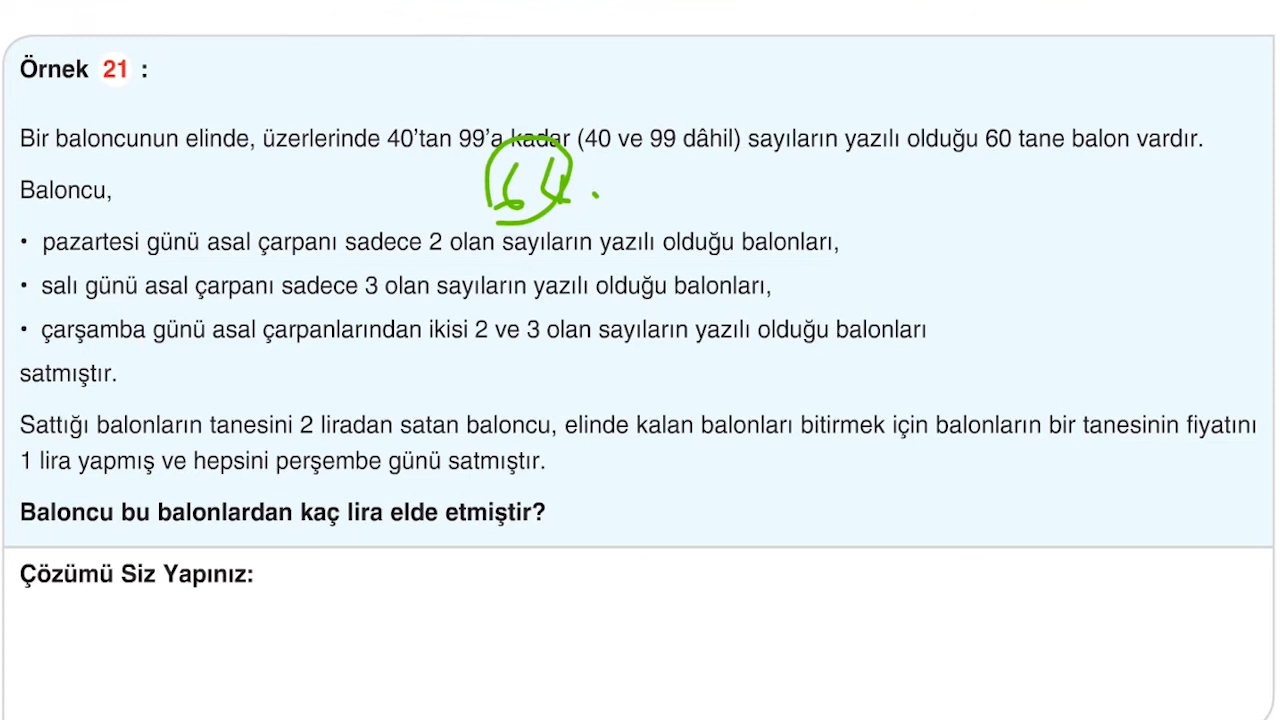 Örnek 21 :
Bir baloncunun elinde, üzerlerinde 40’tan 99’a kadar (40 ve 99 dâhil) sayıların yazılı olduğu 60 tane balon vardır.
64.
Baloncu,
• pazartesi günü asal çarpanı sadece 2 olan sayıların yazılı olduğu balonları,
• salı günü asal çarpanı sadece 3 olan sayıların yazılı olduğu balonları,
• çarşamba günü asal çarpanlarından ikisi 2 ve 3 olan sayıların yazılı olduğu balonları
satmıştır.
Sattığı balonların tanesini 2 liradan satan baloncu, elinde kalan balonları bitirmek için balonların bir tanesinin fiyatını
1 lira yapmış ve hepsini perşembe günü satmıştır.
Baloncu bu balonlardan kaç lira elde etmiştir?
Çözümü Siz Yapınız: